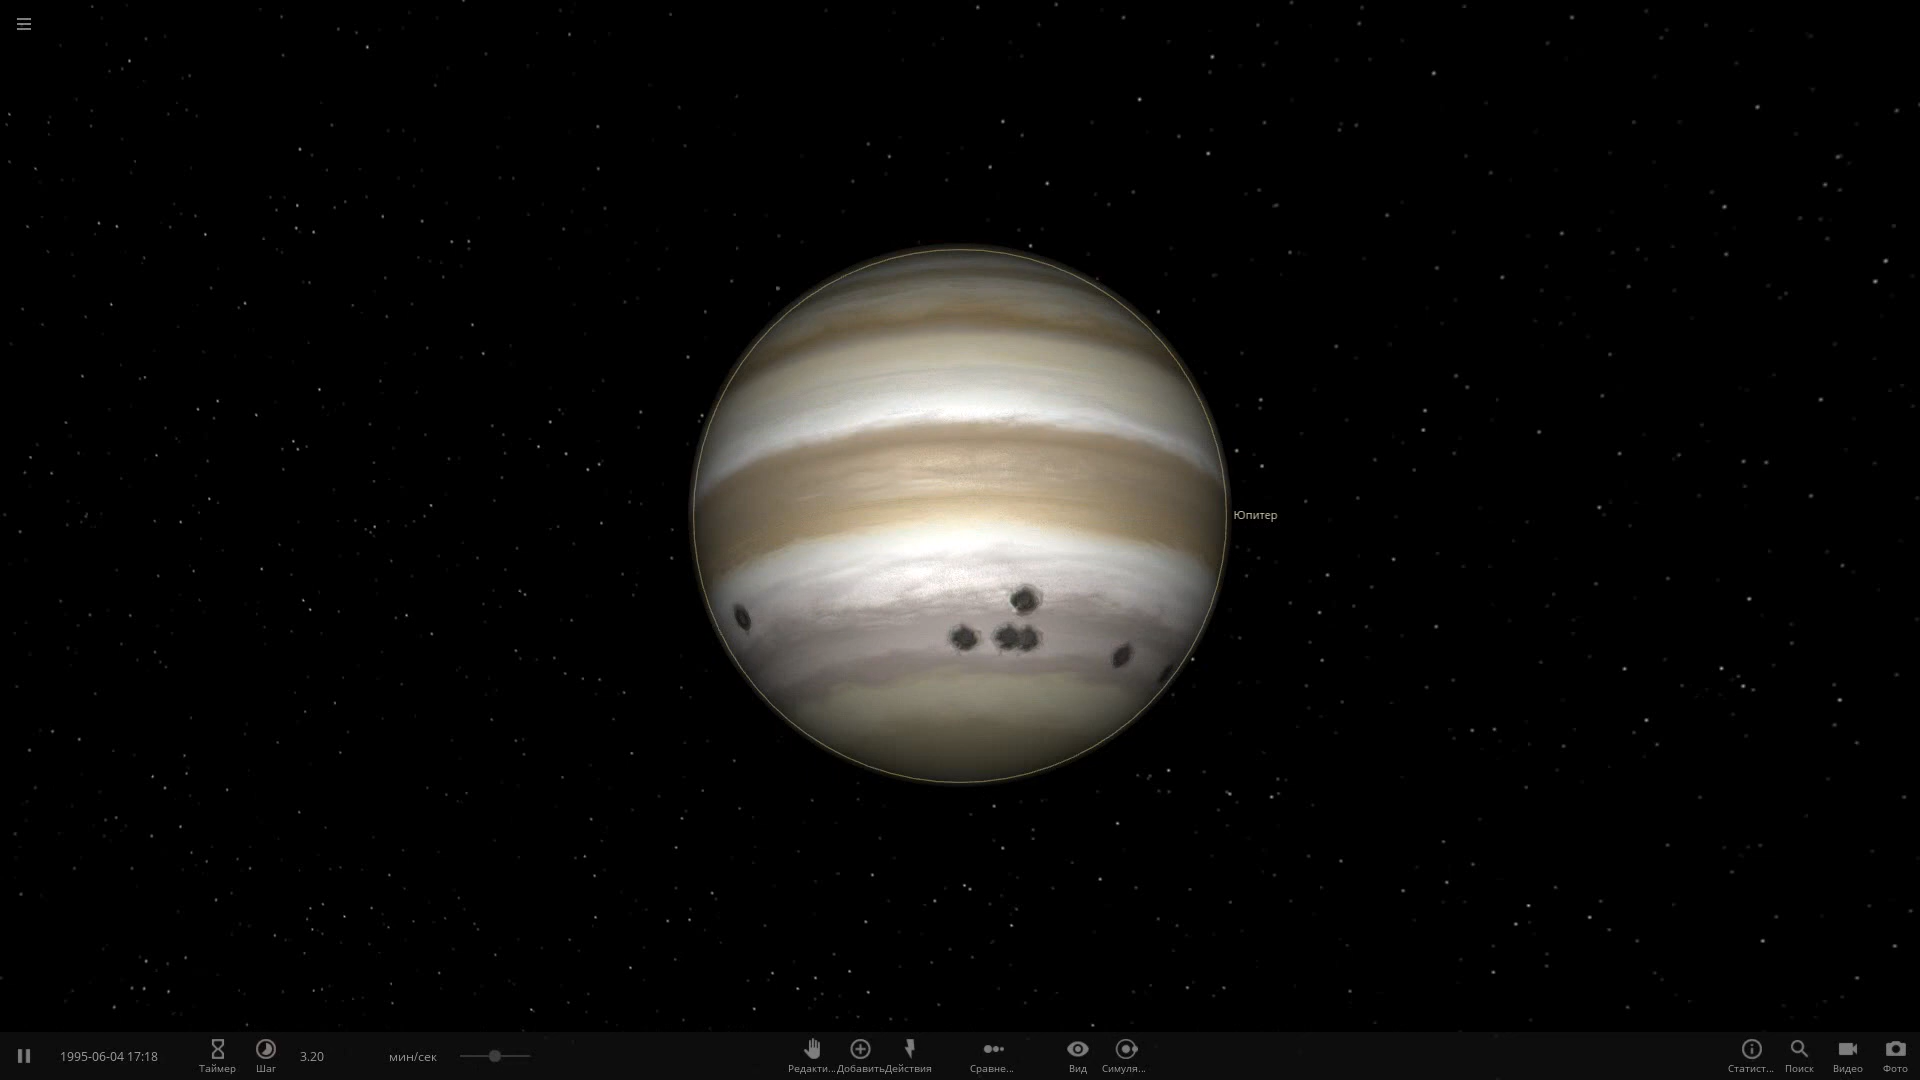 Юпитер
1995-06-04 17:18
Таймер
Шаг
3.20
мин/сек
Редакти...
Добавить
Действия
Сравне...
Вид
Симуля...
Статист...
Поиск
Видео
Фото